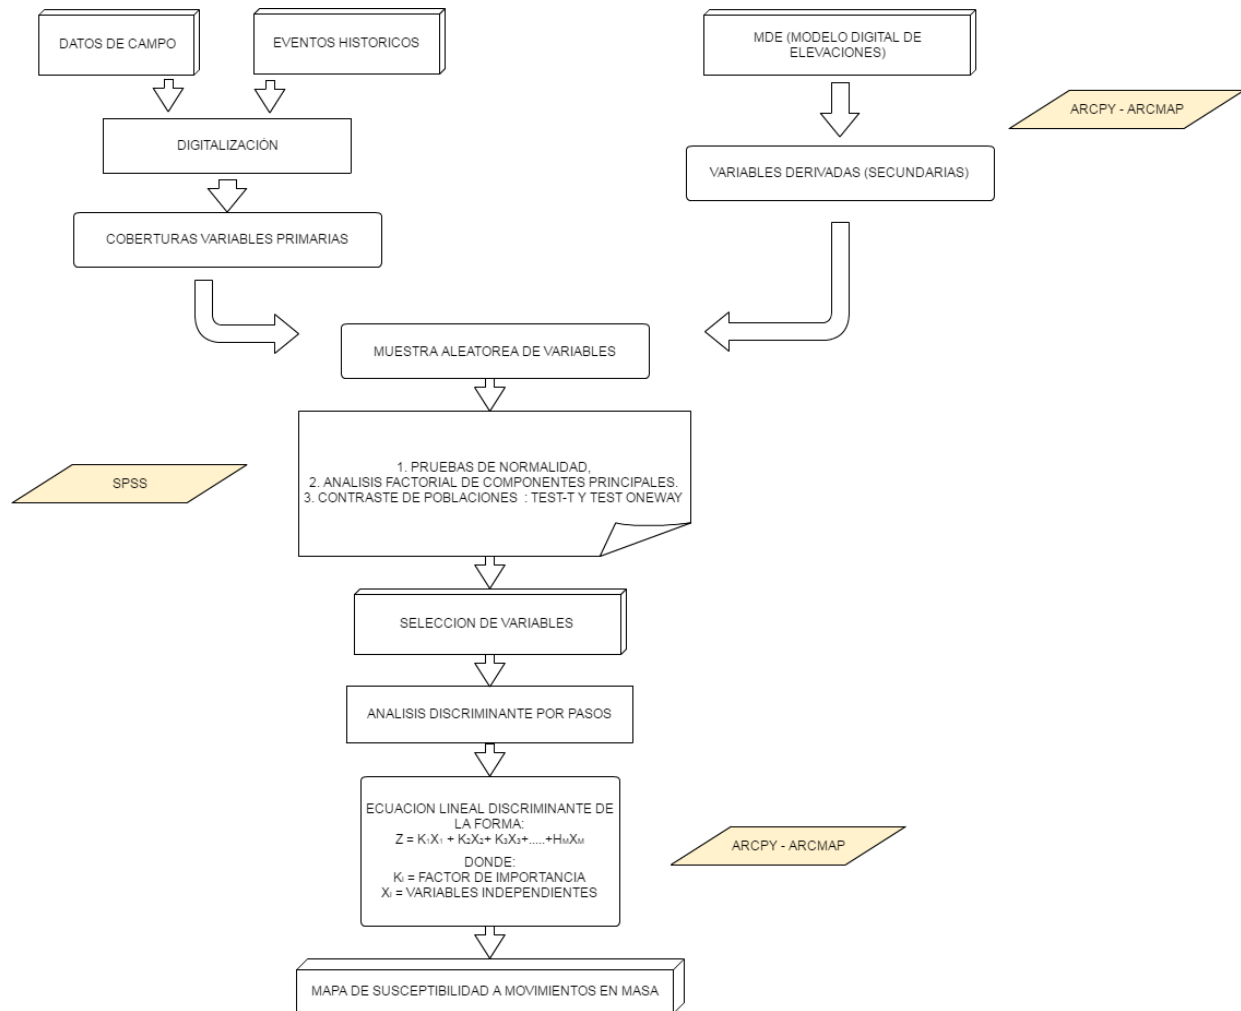 DATOS DE CAMPO
EVENTOS HISTORICOS
MDE (MODELO DIGITAL DE
ELEVACIONES)
ARCPY - ARCMAP
DIGITALIZACIÓN
VARIABLES DERIVADAS (SECUNDARIAS)
COBERTURAS VARIABLES PRIMARIAS
MUESTRA ALEATOREA DE VARIABLES
SPSS
1. PRUEBAS DE NORMALIDAD,
2. ANALISIS FACTORIAL DE COMPONENTES PRINCIPALES.
3. CONTRASTE DE POBLACIONES : TEST-T Y TEST ONEWAY
SELECCION DE VARIABLES
ANALISIS DISCRIMINANTE POR PASOS
ECUACION LINEAL DISCRIMINANTE DE
LA FORMA:
Z = K₁X₁ + K₂X₂+ K₃X₃+.....+HₘXₘ
DONDE:
Kᵢ = FACTOR DE IMPORTANCIA
Xᵢ = VARIABLES INDEPENDIENTES
ARCPY - ARCMAP
MAPA DE SUSCEPTIBILIDAD A MOVIMIENTOS EN MASA